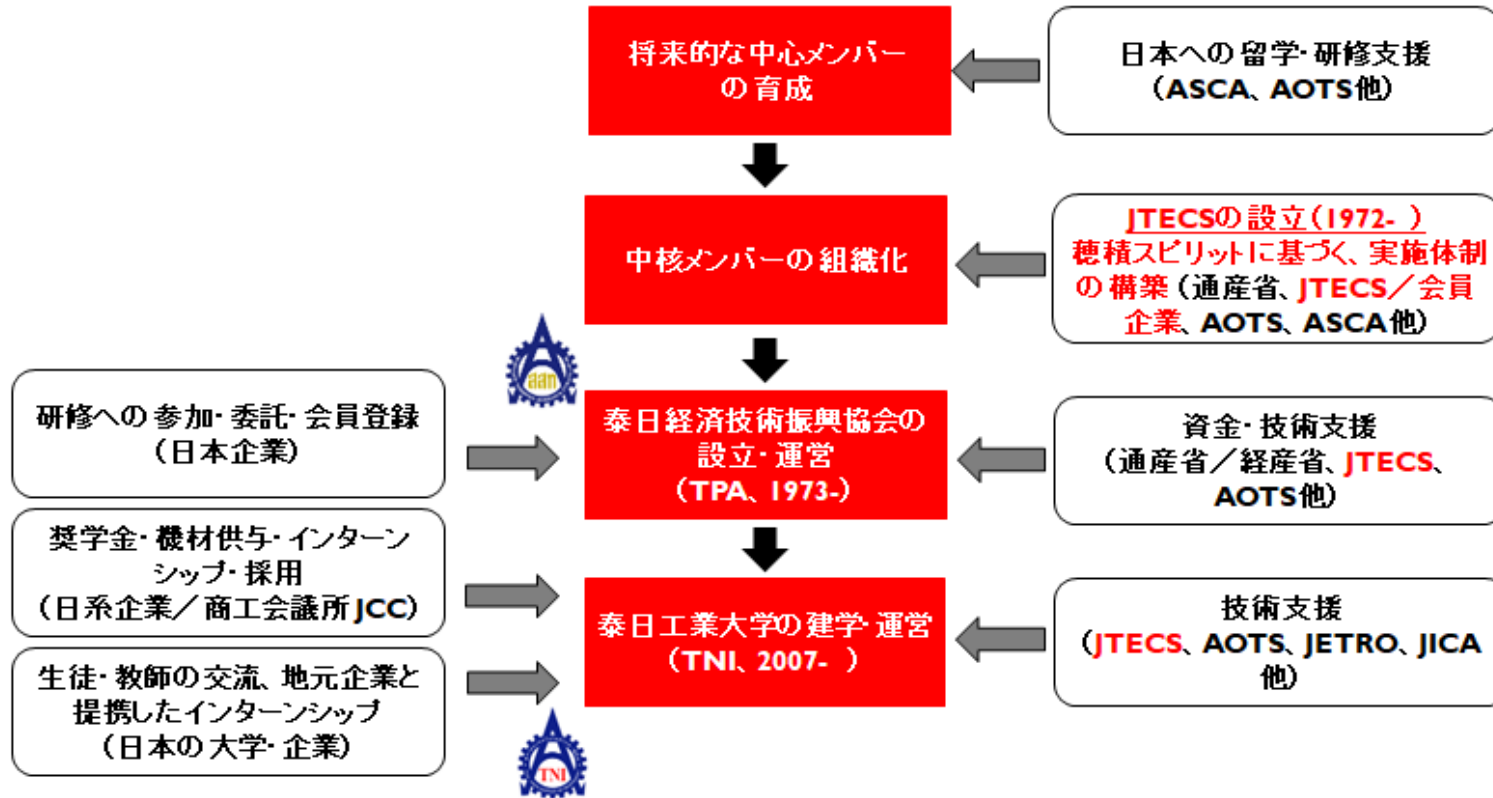 将来的な中心メンバー
の育成
日本への留学・研修支援
(ASCA、AOTS他)
中核メンバーの組織化
JTECSの設立(1972- )
穂積スピリットに基づく、実施体制
の構築(通産省、JTECS／会員
企業、AOTS、ASCA他)
研修への参加・委託・会員登録
(日本企業)
泰日経済技術振興協会の
設立・運営
(TPA、1973-)
資金・技術支援
(通産省／経産省、JTECS、
AOTS他)
奨学金・機材供与・インターン
シップ・採用
(日系企業／商工会議所JCC)
泰日工業大学の建学・運営
(TNI、2007- )
技術支援
(JTECS、AOTS、JETRO、JICA
他)
生徒・教師の交流、地元企業と
提携したインターンシップ
(日本の大学・企業)
TNI